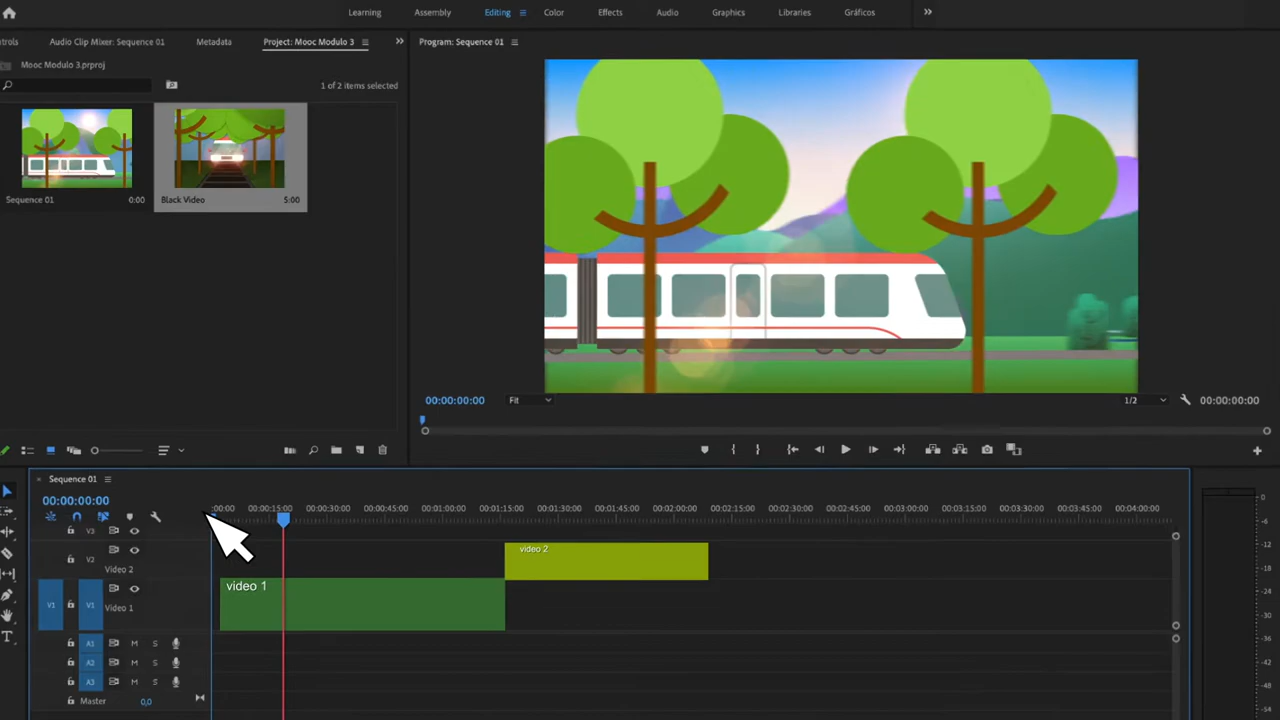 Learning Assembly Editing Color Effects Audio Graphics Libraries Gráficos
Audio Clip Mixer: Sequence 01 Metadata Project: Mooc Modulo 3
Program: Sequence 01
Mooc Modulo 3.prproj
1 of 2 items selected
Sequence 01 0:00 Black Video 5:00
00:00:00:00 Fit 1/2 00:00:00:00
Sequence 01
00:00:00:00
:00:00 00:00:15:00 00:00:30:00 00:00:45:00 00:01:00:00 00:01:15:00 00:01:30:00 00:01:45:00 00:02:00:00 00:02:15:00 00:02:30:00 00:02:45:00 00:03:00:00 00:03:15:00 00:03:30:00 00:03:45:00 00:04:00:00
V3
V2 Video 2
video 2
V1 V1 Video 1
video 1
A1 M S
A2 M S
A3 M S
Master 0,0
0
-6
-12
-18
-24
-30
-36
-42
-48
-54